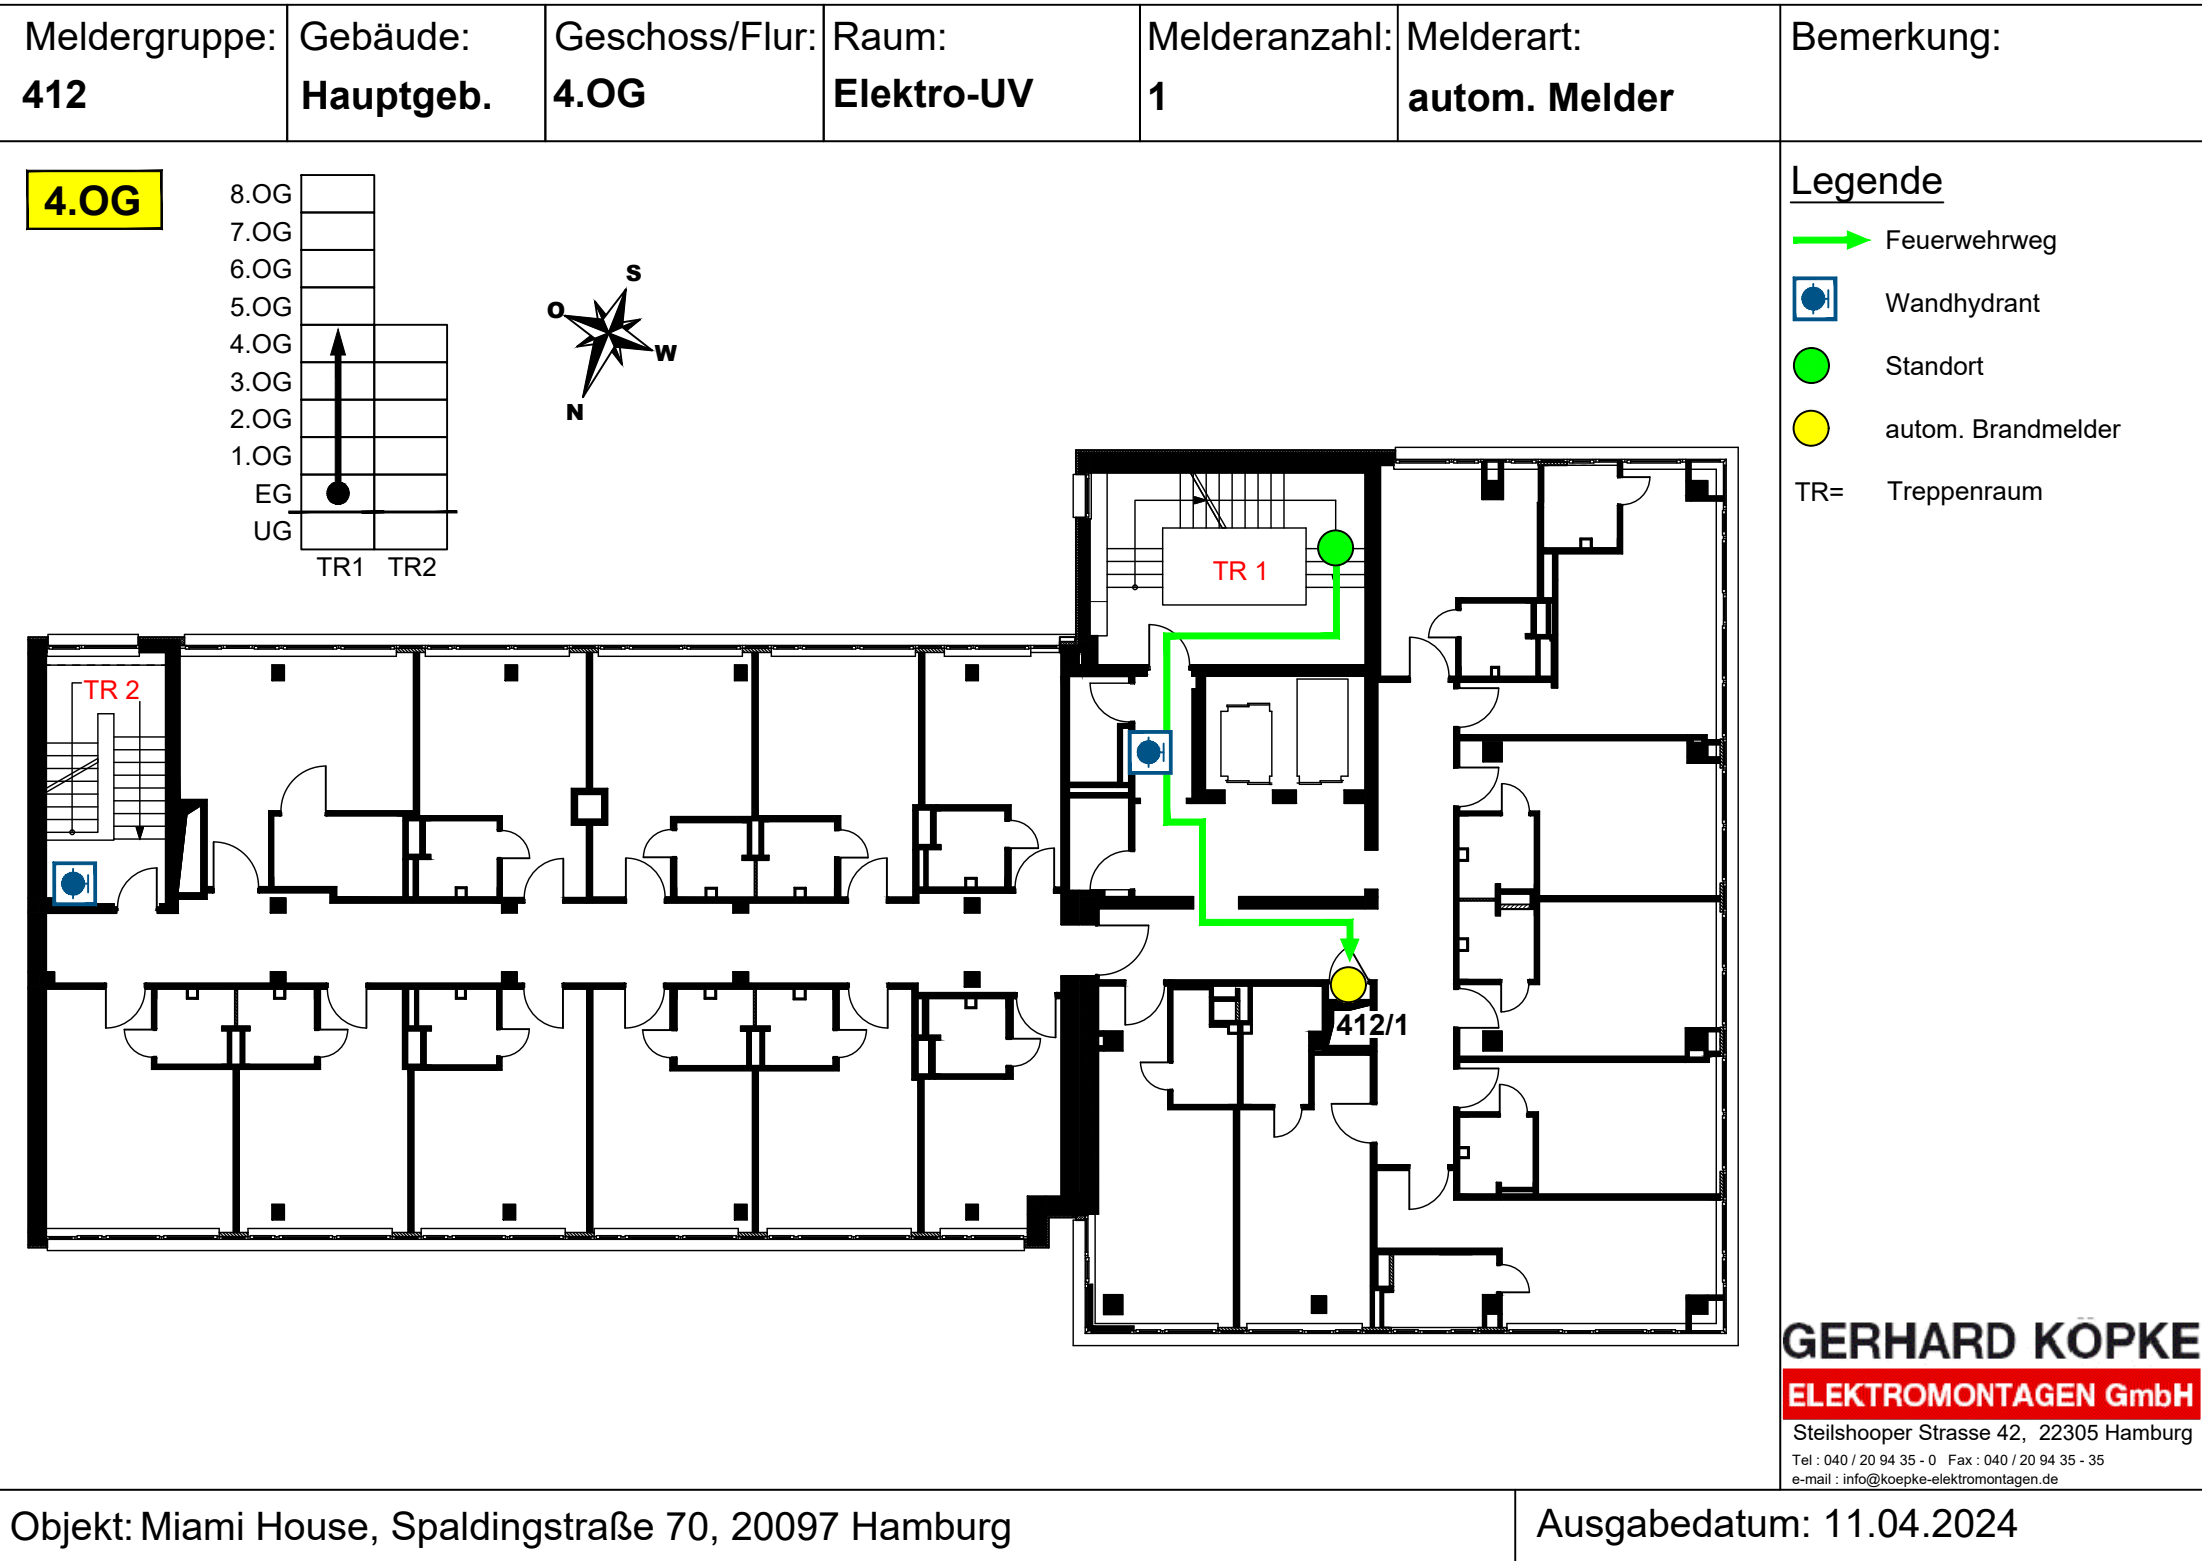 Meldergruppe: Gebäude: Geschoss/Flur: Raum: Melderanzahl: Melderart: Bemerkung:
412 Hauptgeb. 4.OG Elektro-UV 1 autom. Melder
4.OG
8.OG
7.OG
6.OG
5.OG
4.OG
3.OG
2.OG
1.OG
EG
UG
TR1 TR2
S
O
W
N
Legende
Feuerwehrweg
Wandhydrant
Standort
autom. Brandmelder
TR= Treppenraum
TR 1
TR 2
412/1
GERHARD KÖPKE
ELEKTROMONTAGEN GmbH
Steilshooper Strasse 42, 22305 Hamburg
Tel : 040 / 20 94 35 - 0 Fax : 040 / 20 94 35 - 35
e-mail : info@koepke-elektromontagen.de
Objekt: Miami House, Spaldingstraße 70, 20097 Hamburg
Ausgabedatum: 11.04.2024